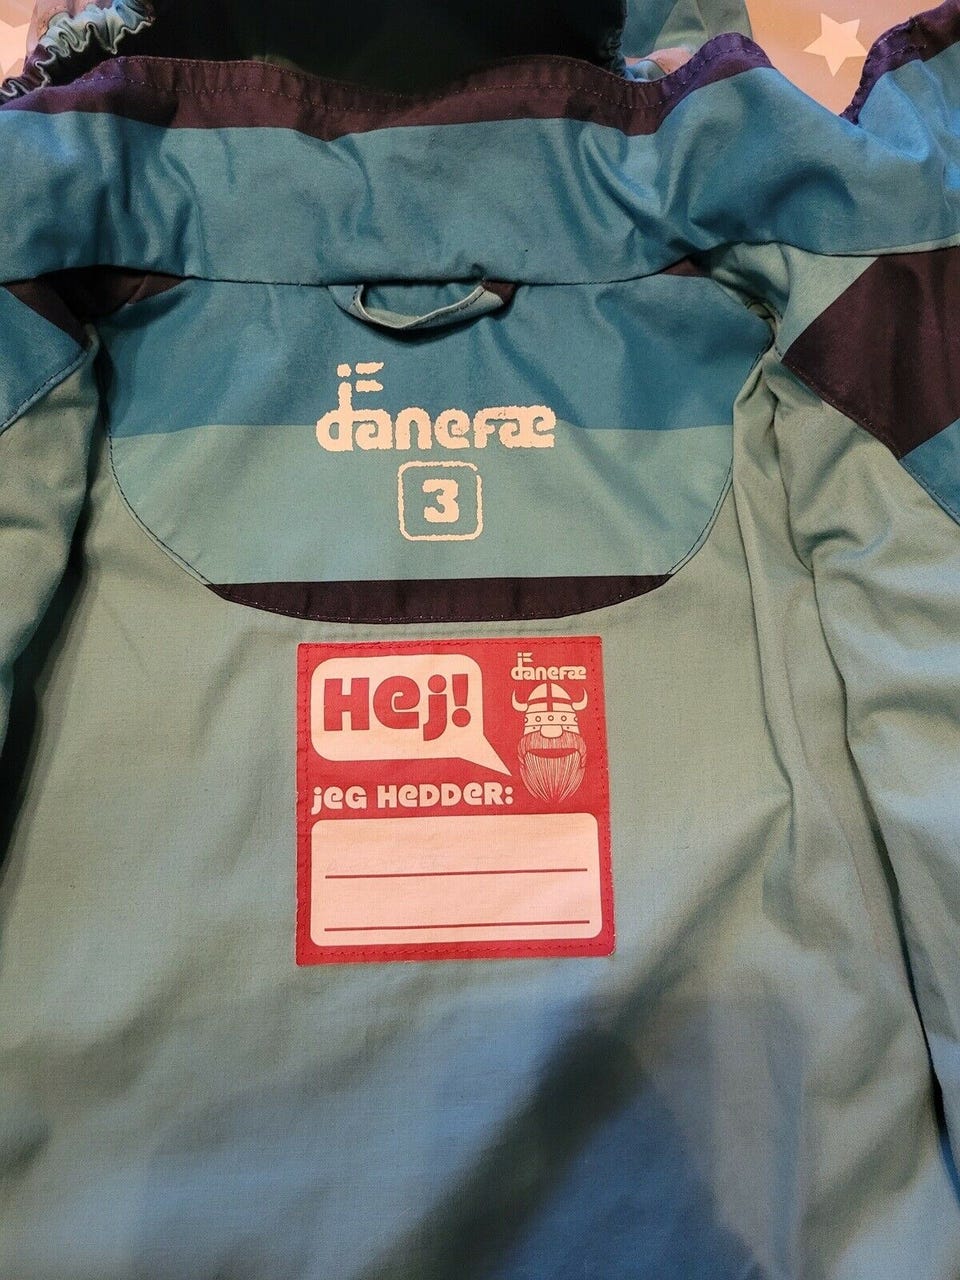 danefæ
3
Hej!
danefæ
jeg hedder: